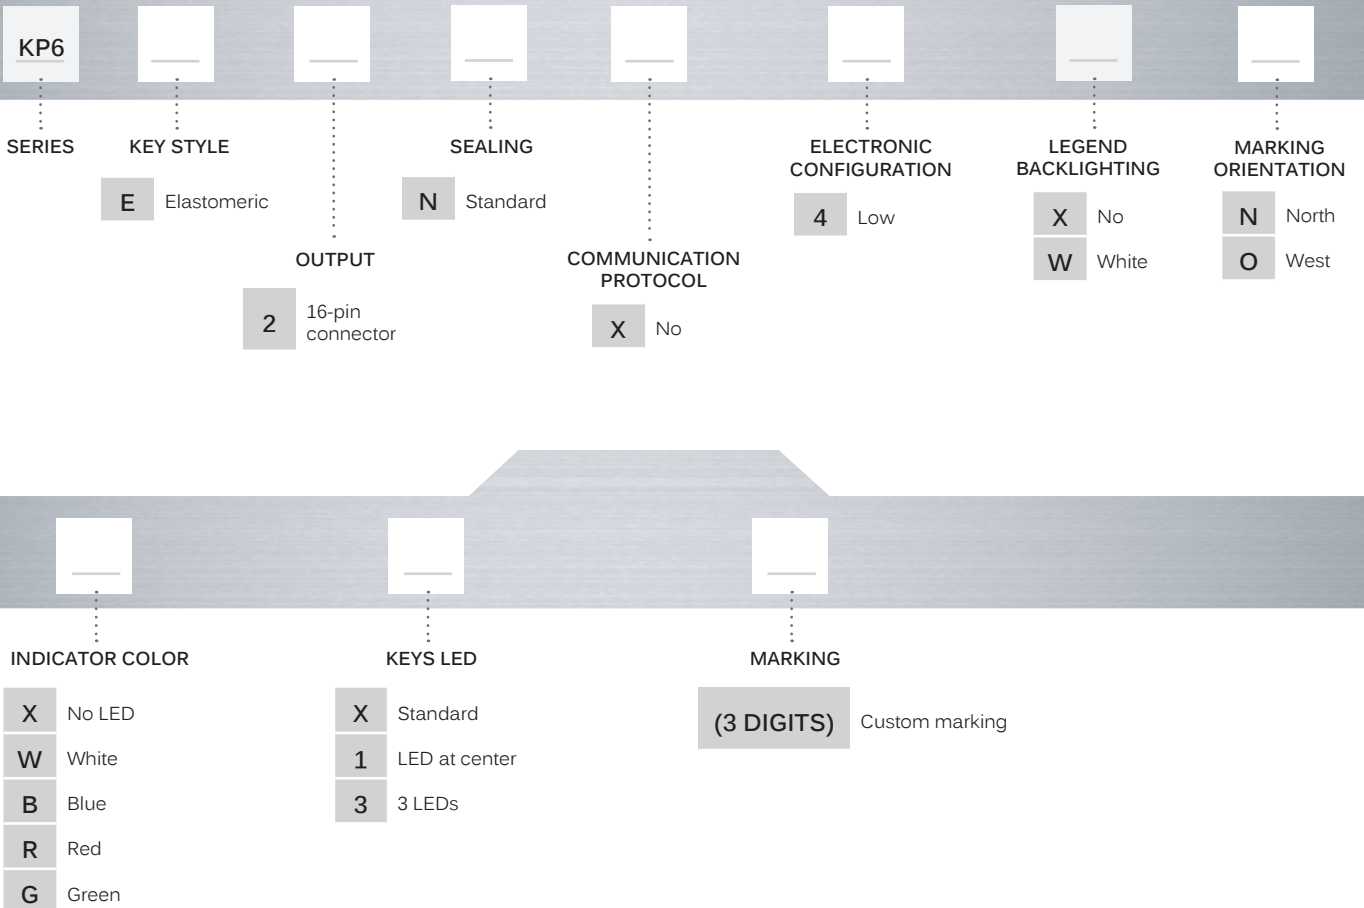 KP6
SERIES
KEY STYLE
E Elastomeric
OUTPUT
2 16-pin
connector
SEALING
N Standard
COMMUNICATION
PROTOCOL
X No
ELECTRONIC
CONFIGURATION
4 Low
LEGEND
BACKLIGHTING
X No
W White
MARKING
ORIENTATION
N North
O West
INDICATOR COLOR
X No LED
W White
B Blue
R Red
G Green
KEYS LED
X Standard
1 LED at center
3 3 LEDs
MARKING
(3 DIGITS) Custom marking